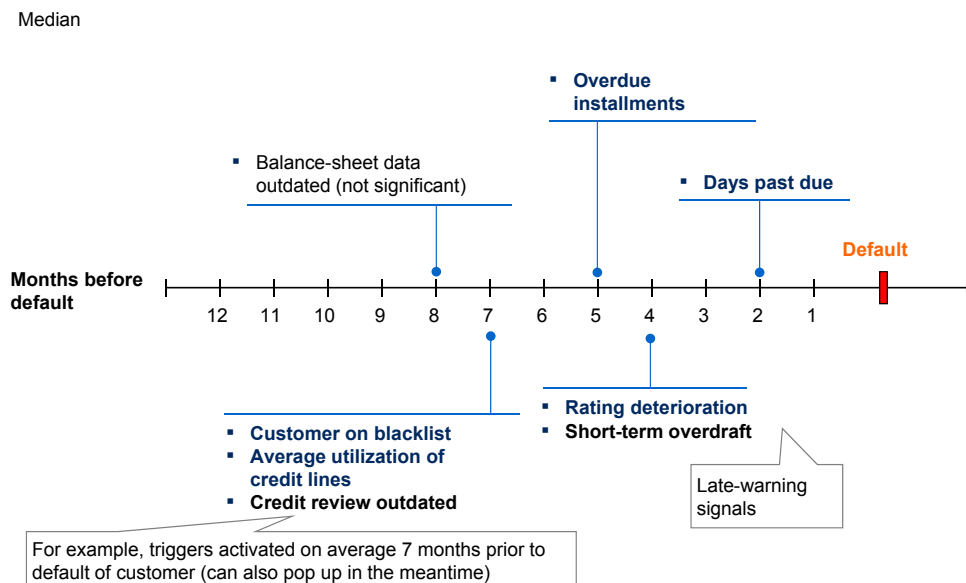 Median
▪ Overdue
installments
▪ Balance-sheet data
outdated (not significant)
▪ Days past due
Default
Months before
default
12 11 10 9 8 7 6 5 4 3 2 1
▪ Rating deterioration
▪ Short-term overdraft
▪ Customer on blacklist
▪ Average utilization of
credit lines
▪ Credit review outdated
Late-warning
signals
For example, triggers activated on average 7 months prior to
default of customer (can also pop up in the meantime)